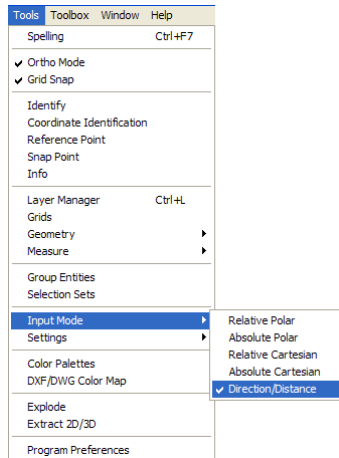 Tools Toolbox Window Help
Spelling Ctrl+F7
Ortho Mode
Grid Snap
Identify
Coordinate Identification
Reference Point
Snap Point
Info
Layer Manager Ctrl+L
Grids
Geometry
Measure
Group Entities
Selection Sets
Input Mode
Settings
Color Palettes
DXF/DWG Color Map
Explode
Extract 2D/3D
Program Preferences
Relative Polar
Absolute Polar
Relative Cartesian
Absolute Cartesian
Direction/Distance